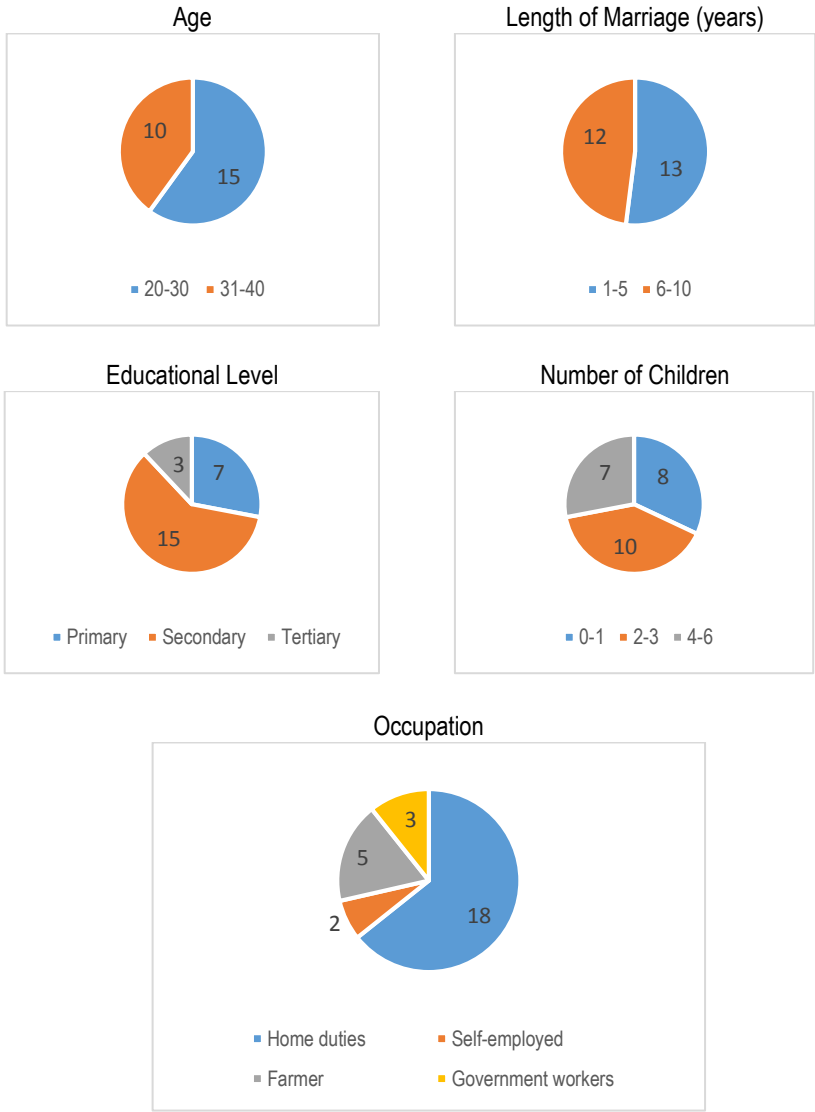 Age
10
15
20-30 31-40
Length of Marriage (years)
12
13
1-5 6-10
Educational Level
3
7
15
Primary Secondary Tertiary
Number of Children
7
8
10
0-1 2-3 4-6
Occupation
3
5
2
18
Home duties Self-employed
Farmer Government workers